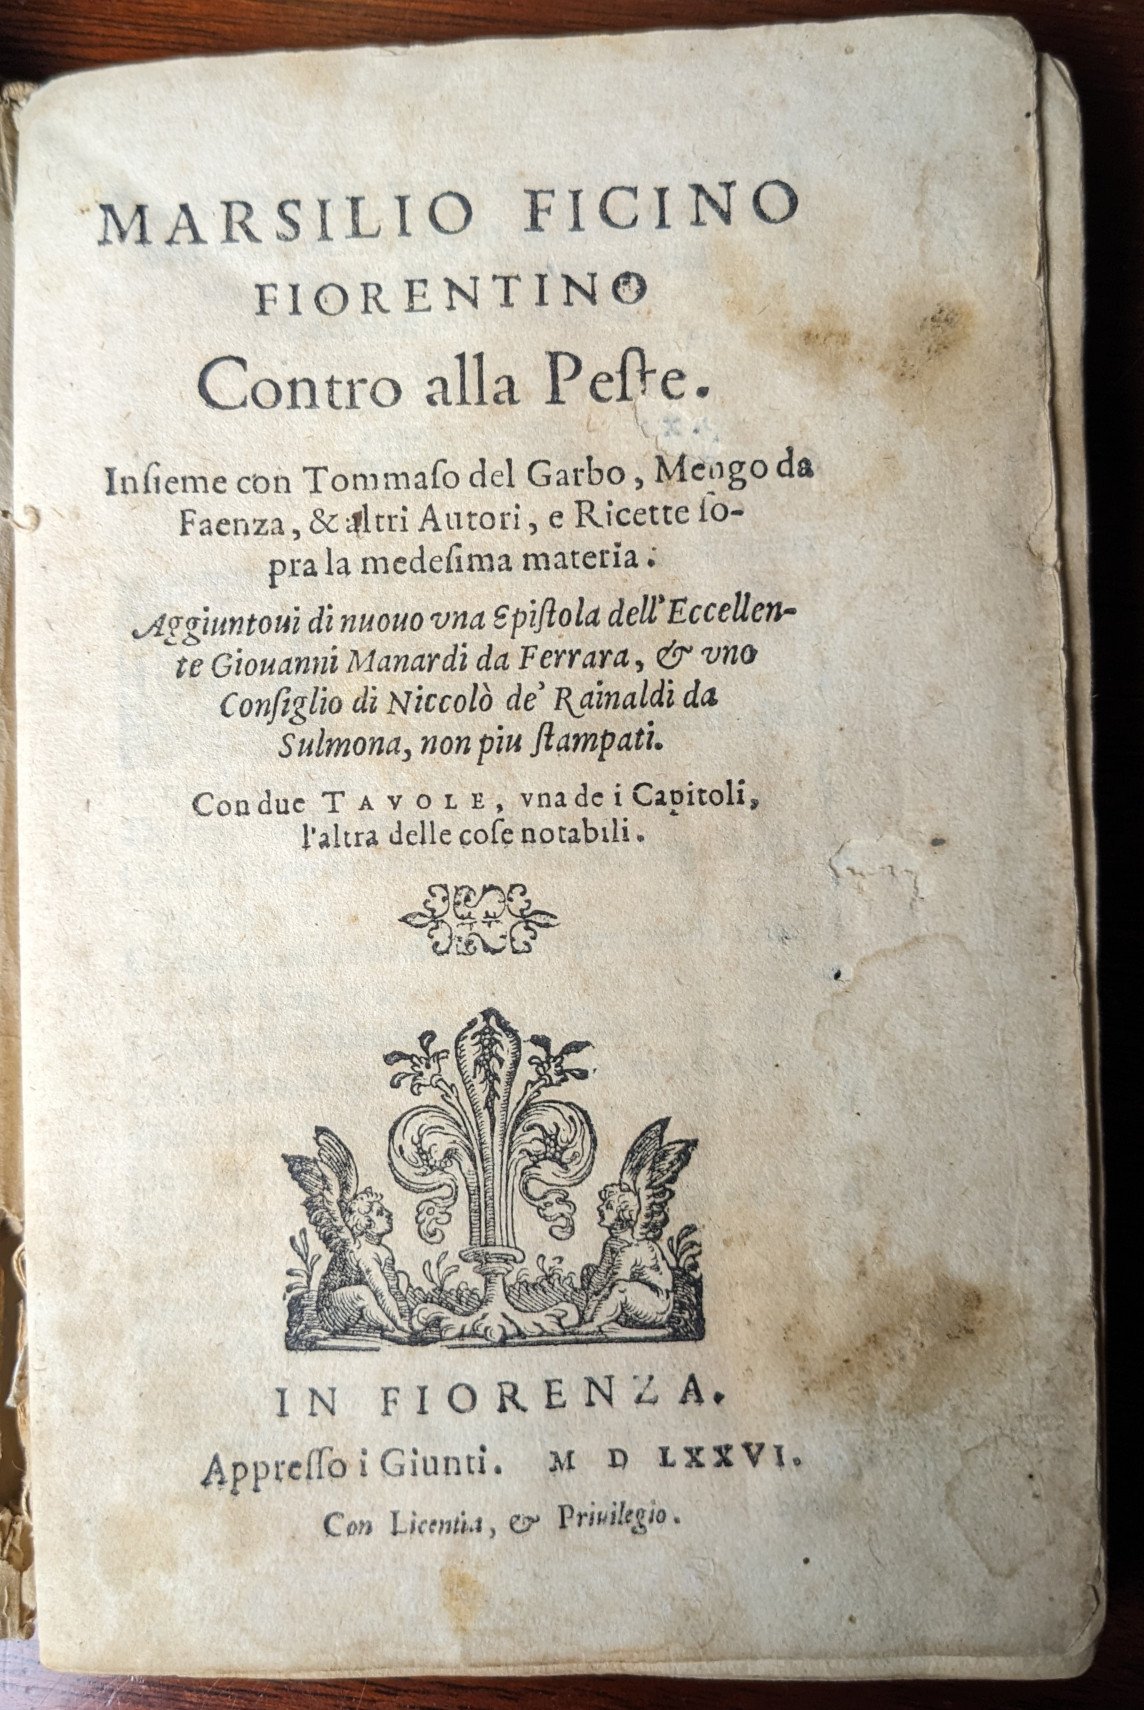 MARSILIO FICINO
FIORENTINO
Contro alla Peſte.
Inſieme con Tommaſo del Garbo, Mengo da
Faenza, & altri Autori, e Ricette ſo-
pra la medeſima materia.
Aggiuntoui di nuouo vna Epiſtola dell'Eccellen-
te Giouanni Manardi da Ferrara, & vno
Conſiglio di Niccolò de' Rainaldi da
Sulmona, non piu ſtampati.
Con due TAVOLE, vna de i Capitoli,
l'altra delle coſe notabili.
IN FIORENZA.
Appreſſo i Giunti. M D LXXVI.
Con Licentia, & Priuilegio.